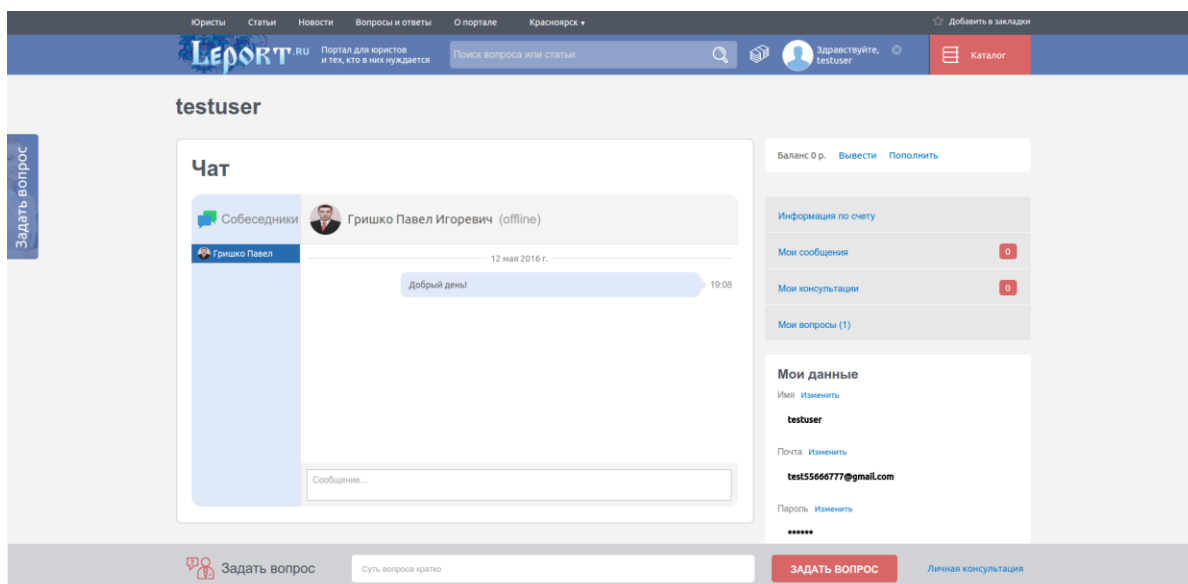 Юристы Статьи Новости Вопросы и ответы О портале Красноярск ▾ Добавить в закладки
LEPORT.RU
Портал для юристов
и тех, кто в них нуждается
Поиск вопроса или статьи
Здравствуйте,
testuser
Каталог
testuser
Задать вопрос
Чат
Собеседники
Гришко Павел Игоревич (offline)
Гришко Павел
12 мая 2016 г.
Добрый день! 19:08
Сообщение...
Баланс 0 р. Вывести Пополнить
Информация по счету
Мои сообщения 0
Мои консультации 0
Мои вопросы (1)
Мои данные
Имя Изменить
testuser
Почта Изменить
test55666777@gmail.com
Пароль Изменить
••••••
Задать вопрос
Суть вопроса кратко
ЗАДАТЬ ВОПРОС
Личная консультация